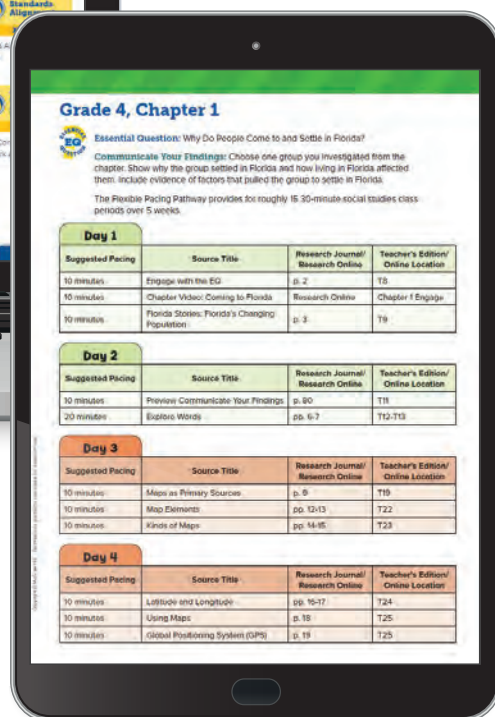 Standards
Alignment
Grade 4, Chapter 1
ESSENTIAL EQ QUESTION
Essential Question: Why Do People Come to and Settle in Florida?
Communicate Your Findings: Choose one group you investigated from the
chapter. Show why the group settled in Florida and how living in Florida affected
them. Include evidence of factors that pulled the group to settle in Florida.
The Flexible Pacing Pathway provides for roughly 15 30-minute social studies class
periods over 5 weeks.
Day 1
Suggested Pacing Source Title Research Journal/ Research Online Teacher's Edition/ Online Location
10 minutes Engage with the EQ p. 2 T8
10 minutes Chapter Video: Coming to Florida Research Online Chapter 1 Engage
10 minutes Florida Stories: Florida's Changing Population p. 3 T9
Day 2
Suggested Pacing Source Title Research Journal/ Research Online Teacher's Edition/ Online Location
10 minutes Preview Communicate Your Findings p. 80 T11
20 minutes Explore Words pp. 6-7 T12-T13
Day 3
Suggested Pacing Source Title Research Journal/ Research Online Teacher's Edition/ Online Location
10 minutes Maps as Primary Sources p. 9 T19
10 minutes Map Elements pp. 12-13 T22
10 minutes Kinds of Maps pp. 14-15 T23
Day 4
Suggested Pacing Source Title Research Journal/ Research Online Teacher's Edition/ Online Location
10 minutes Latitude and Longitude pp. 16-17 T24
10 minutes Using Maps p. 18 T25
10 minutes Global Positioning System (GPS) p. 19 T25